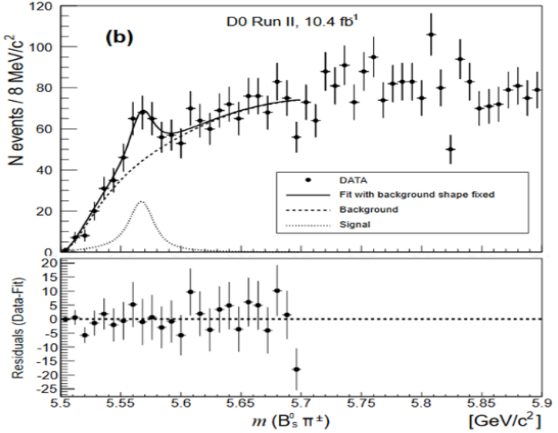 D0 Run II, 10.4 fb¹
(b)
N events / 8 MeV/c²
120
100
80
60
40
20
0
DATA
Fit with background shape fixed
Background
Signal
Residuals (Data-Fit)
20
15
10
5
0
-5
-10
-15
-20
-25
5.5 5.55 5.6 5.65 5.7 5.75 5.8 5.85 5.9
m (B⁰ₛ π±) [GeV/c²]